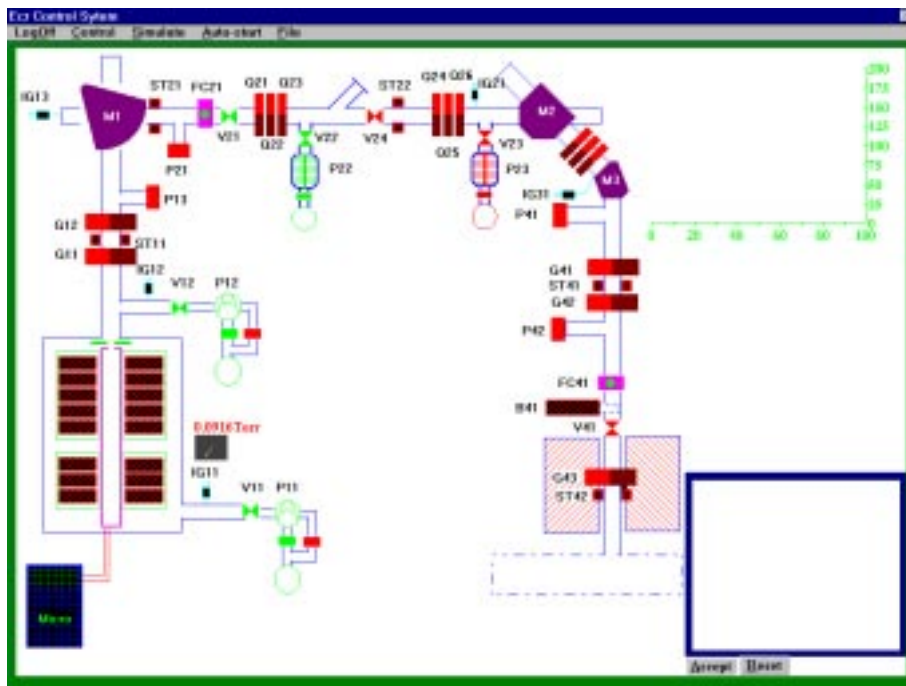 Ecr Control Sytem
LogOff Control Simulate Auto-start File
IG13
M1
ST21
FC21
Q21 Q23
ST22
Q24 Q26
IG21
M2
V21
Q22
V22
V24
Q25
V23
P21
P22
P23
M3
IG31
P13
P41
G12
ST11
G11
IG12
V12 P12
G41
ST41
G42
P42
FC41
B41
V41
0.0916Torr
IG11
V11 P11
G43
ST42
Micro
200
175
150
125
100
75
50
25
0
0 20 40 60 80 100
Accept Reset